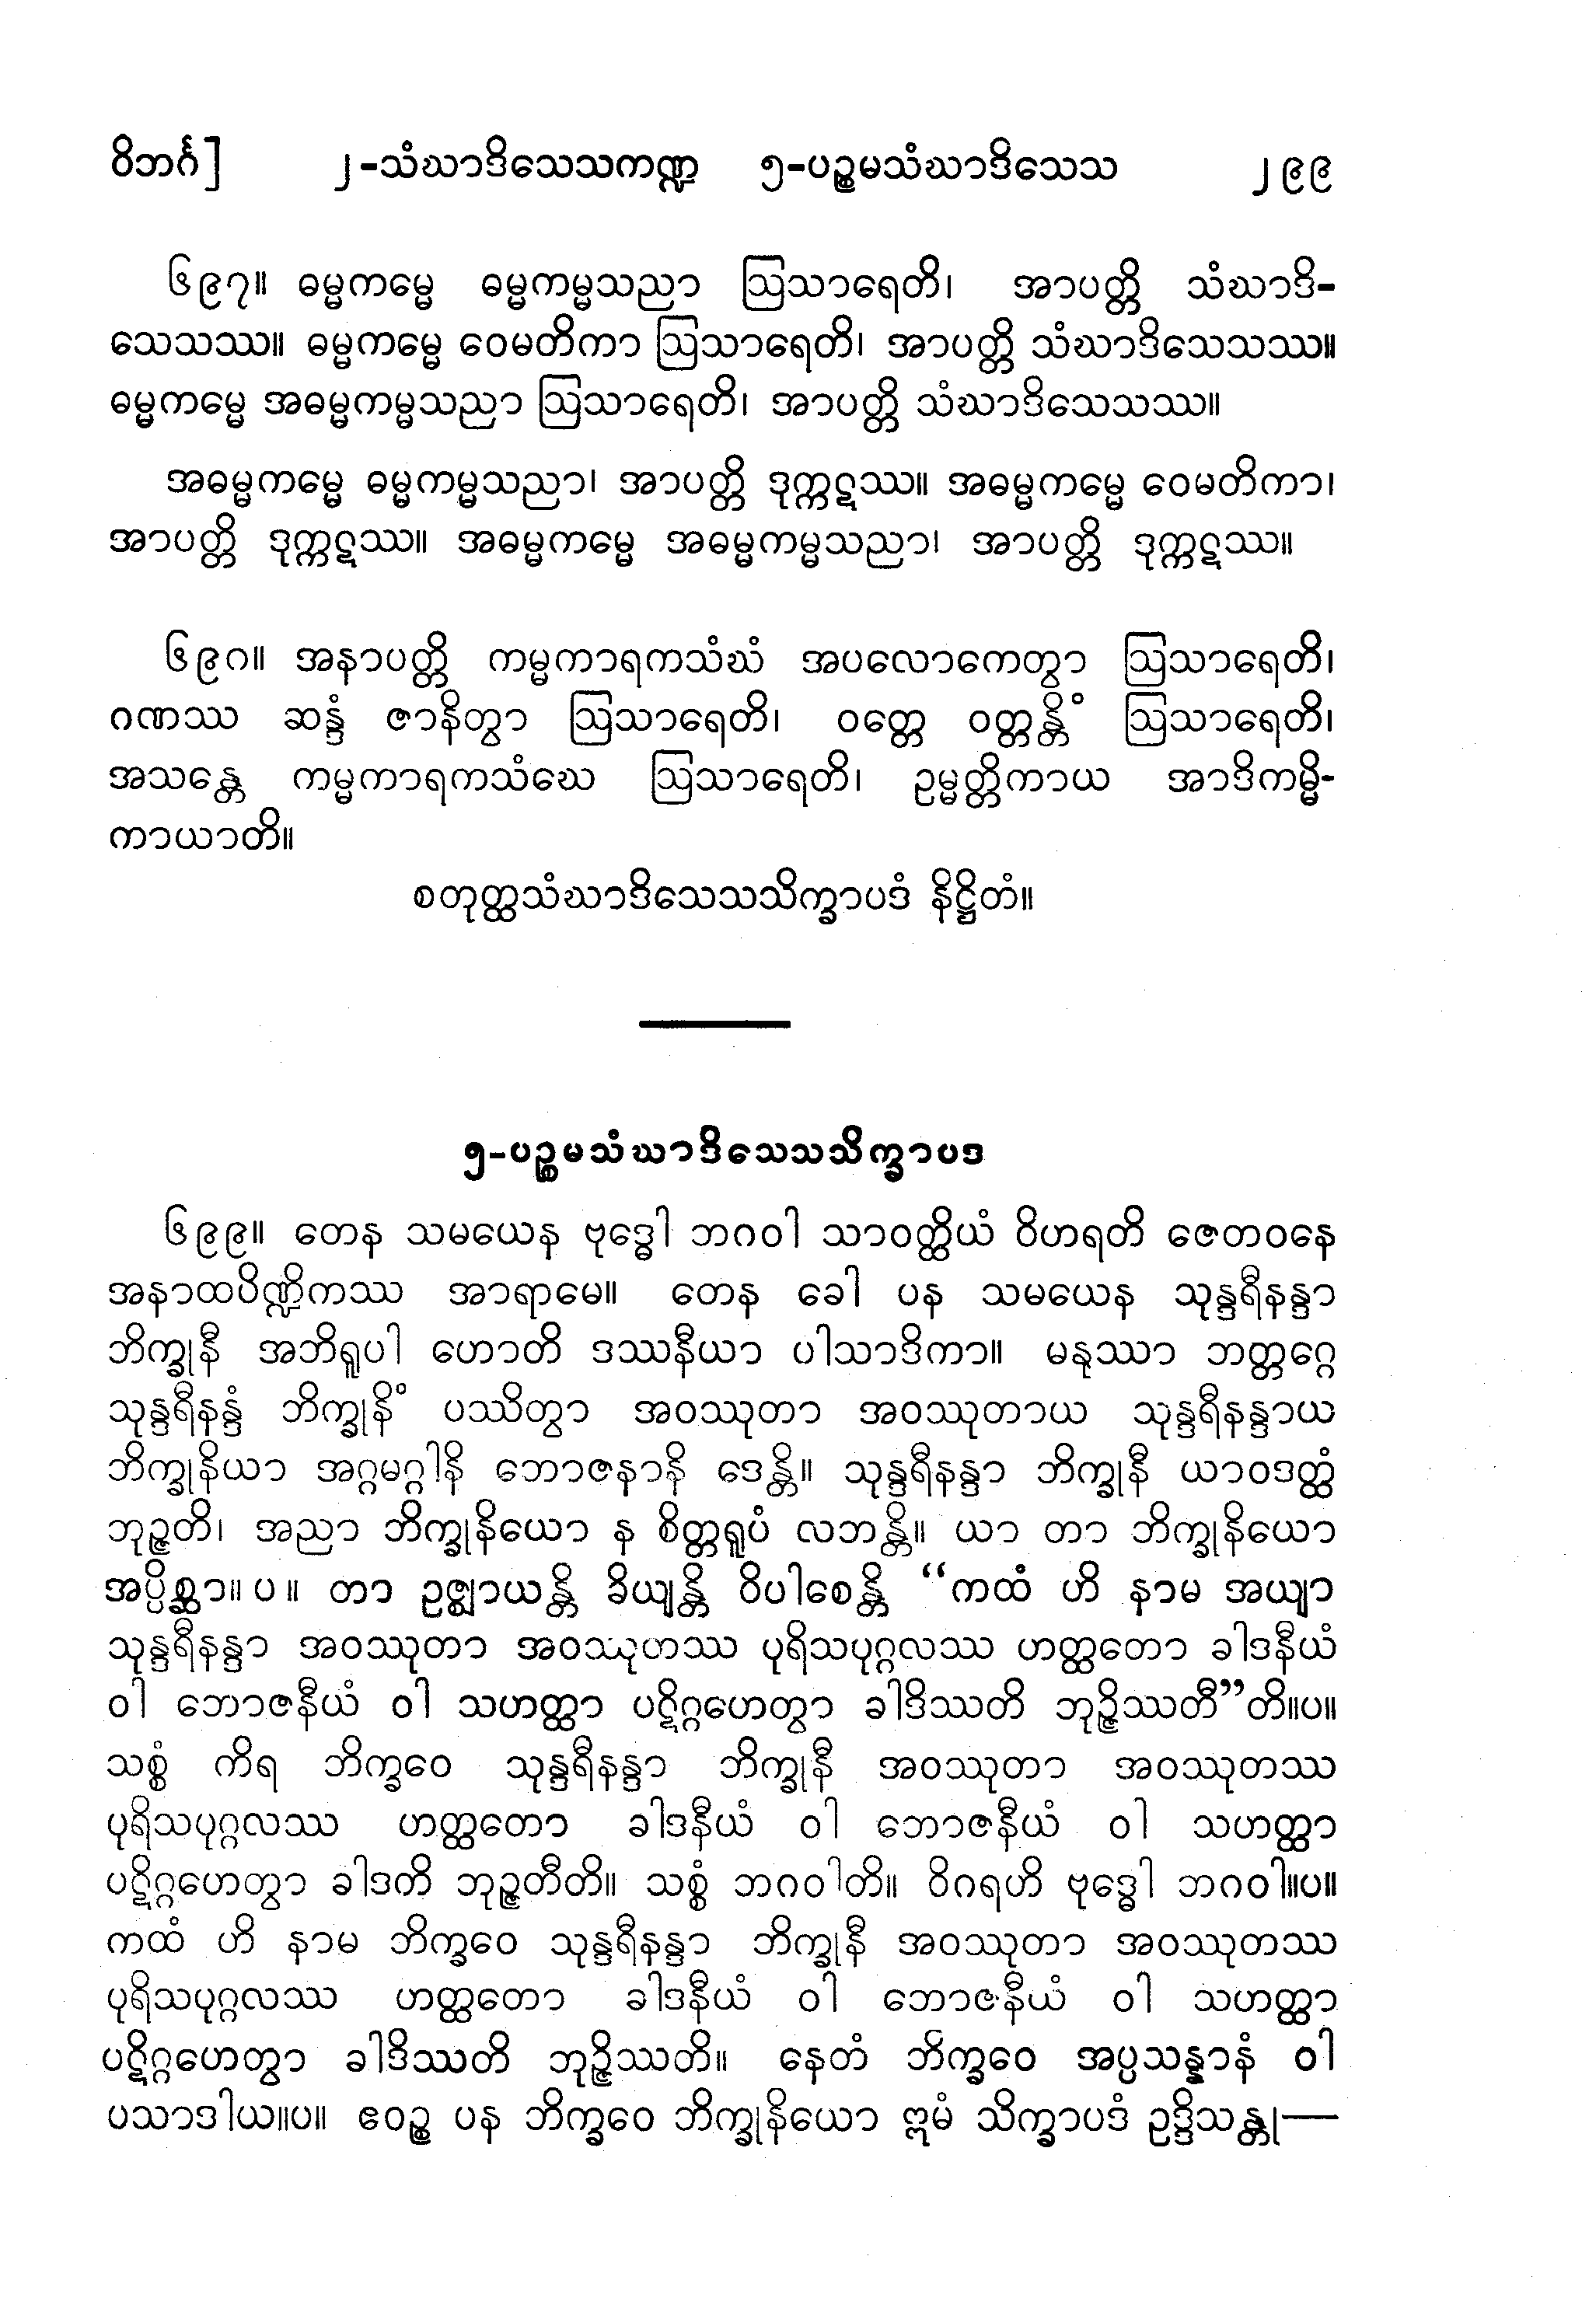 ဝိဘင်္ဂ] ၂-သံဃာဒိသေသကဏ္ဍ ၅-ပဉ္စမသံဃာဒိသေသ ၂၉၉
၆၉၇။ ဓမ္မကမ္မေ ဓမ္မကမ္မသညာ ဩသာရေတိ၊ အာပတ္တိ သံဃာဒိ-
သေသဿ။ ဓမ္မကမ္မေ ဝေမတိကာ ဩသာရေတိ၊ အာပတ္တိ သံဃာဒိသေသဿ။
ဓမ္မကမ္မေ အဓမ္မကမ္မသညာ ဩသာရေတိ၊ အာပတ္တိ သံဃာဒိသေသဿ။
အဓမ္မကမ္မေ ဓမ္မကမ္မသညာ၊ အာပတ္တိ ဒုက္ကဋဿ။ အဓမ္မကမ္မေ ဝေမတိကာ၊
အာပတ္တိ ဒုက္ကဋဿ။ အဓမ္မကမ္မေ အဓမ္မကမ္မသညာ၊ အာပတ္တိ ဒုက္ကဋဿ။
၆၉၈။ အနာပတ္တိ ကမ္မကာရကသံဃံ အပလောကေတွာ ဩသာရေတိ၊
ဂဏဿ ဆန္ဒံ ဇာနိတွာ ဩသာရေတိ၊ ဝတ္တေ ဝတ္တန္တိံ ဩသာရေတိ၊
အသန္တေ ကမ္မကာရကသံဃေ ဩသာရေတိ၊ ဥမ္မတ္တိကာယ အာဒိကမ္မိ-
ကာယာတိ။
စတုတ္ထသံဃာဒိသေသသိက္ခာပဒံ နိဋ္ဌိတံ။
၅-ပဉ္စမသံဃာဒိသေသသိက္ခာပဒ
၆၉၉။ တေန သမယေန ဗုဒ္ဓေါ ဘဂဝါ သာဝတ္ထိယံ ဝိဟရတိ ဇေတဝနေ
အနာထပိဏ္ဍိကဿ အာရာမေ။ တေန ခေါ ပန သမယေန သုန္ဒရီနန္ဒာ
ဘိက္ခုနီ အဘိရူပါ ဟောတိ ဒဿနီယာ ပါသာဒိကာ။ မနုဿာ ဘတ္တဂ္ဂေ
သုန္ဒရီနန္ဒံ ဘိက္ခုနိံ ပဿိတွာ အဝဿုတာ အဝဿုတာယ သုန္ဒရီနန္ဒာယ
ဘိက္ခုနိယာ အဂ္ဂမဂ္ဂါနိ ဘောဇနာနိ ဒေန္တိ။ သုန္ဒရီနန္ဒာ ဘိက္ခုနီ ယာဝဒတ္ထံ
ဘုဉ္ဇတိ၊ အညာ ဘိက္ခုနိယော န စိတ္တရူပံ လဘန္တိ။ ယာ တာ ဘိက္ခုနိယော
အပ္ပိစ္ဆာ။ ပ ။ တာ ဥဇ္ဈာယန္တိ ခိယျန္တိ ဝိပါစေန္တိ “ကထံ ဟိ နာမ အယျာ
သုန္ဒရီနန္ဒာ အဝဿုတာ အဝဿုတဿ ပုရိသပုဂ္ဂလဿ ဟတ္ထတော ခါဒနီယံ
ဝါ ဘောဇနီယံ ဝါ သဟတ္ထာ ပဋိဂ္ဂဟေတွာ ခါဒိဿတိ ဘုဉ္ဇိဿတီ”တိ။ပ။
သစ္စံ ကိရ ဘိက္ခဝေ သုန္ဒရီနန္ဒာ ဘိက္ခုနီ အဝဿုတာ အဝဿုတဿ
ပုရိသပုဂ္ဂလဿ ဟတ္ထတော ခါဒနီယံ ဝါ ဘောဇနီယံ ဝါ သဟတ္ထာ
ပဋိဂ္ဂဟေတွာ ခါဒတိ ဘုဉ္ဇတီတိ။ သစ္စံ ဘဂဝါတိ။ ဝိဂရဟိ ဗုဒ္ဓေါ ဘဂဝါ။ပ။
ကထံ ဟိ နာမ ဘိက္ခဝေ သုန္ဒရီနန္ဒာ ဘိက္ခုနီ အဝဿုတာ အဝဿုတဿ
ပုရိသပုဂ္ဂလဿ ဟတ္ထတော ခါဒနီယံ ဝါ ဘောဇနီယံ ဝါ သဟတ္ထာ
ပဋိဂ္ဂဟေတွာ ခါဒိဿတိ ဘုဉ္ဇိဿတိ။ နေတံ ဘိက္ခဝေ အပ္ပသန္နာနံ ဝါ
ပသာဒါယ။ပ။ ဧဝဉ္စ ပန ဘိက္ခဝေ ဘိက္ခုနိယော ဣမံ သိက္ခာပဒံ ဥဒ္ဒိသန္တု—